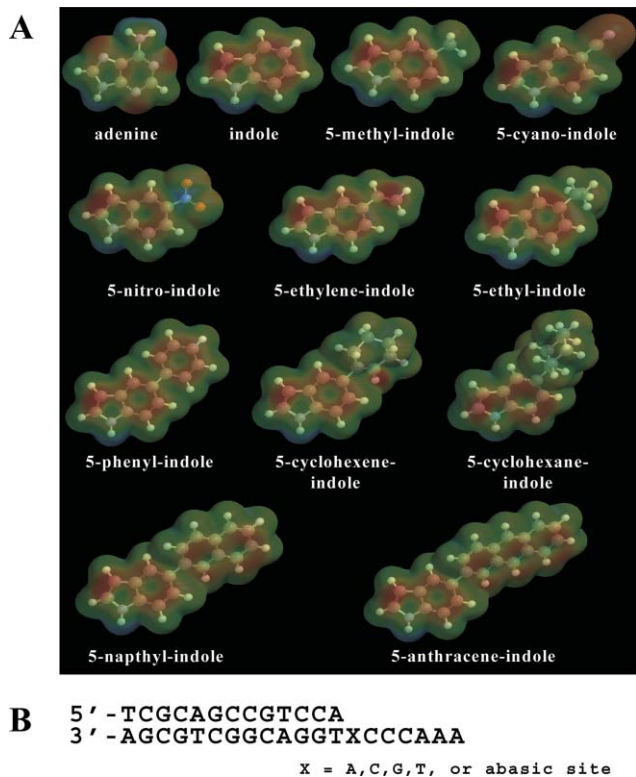 A
adenine
indole
5-methyl-indole
5-cyano-indole
5-nitro-indole
5-ethylene-indole
5-ethyl-indole
5-phenyl-indole
5-cyclohexene-
indole
5-cyclohexane-
indole
5-napthyl-indole
5-anthracene-indole
B
5′-TCGCAGCCGTCCA
3′-AGCGTCGGCAGGTXCCCAAA
X = A,C,G,T, or abasic site